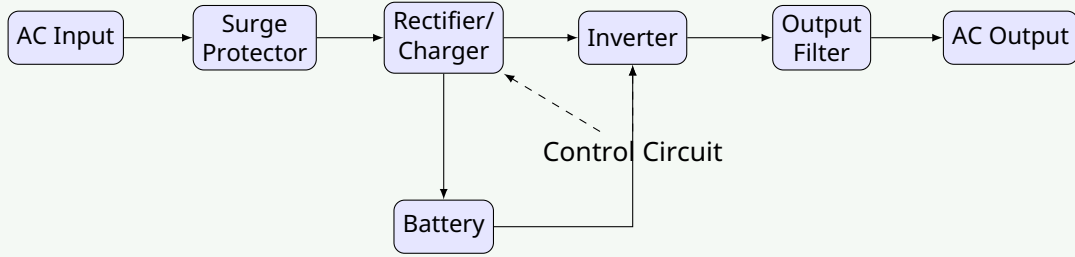 AC Input
Surge
Protector
Rectifier/
Charger
Inverter
Output
Filter
AC Output
Control Circuit
Battery